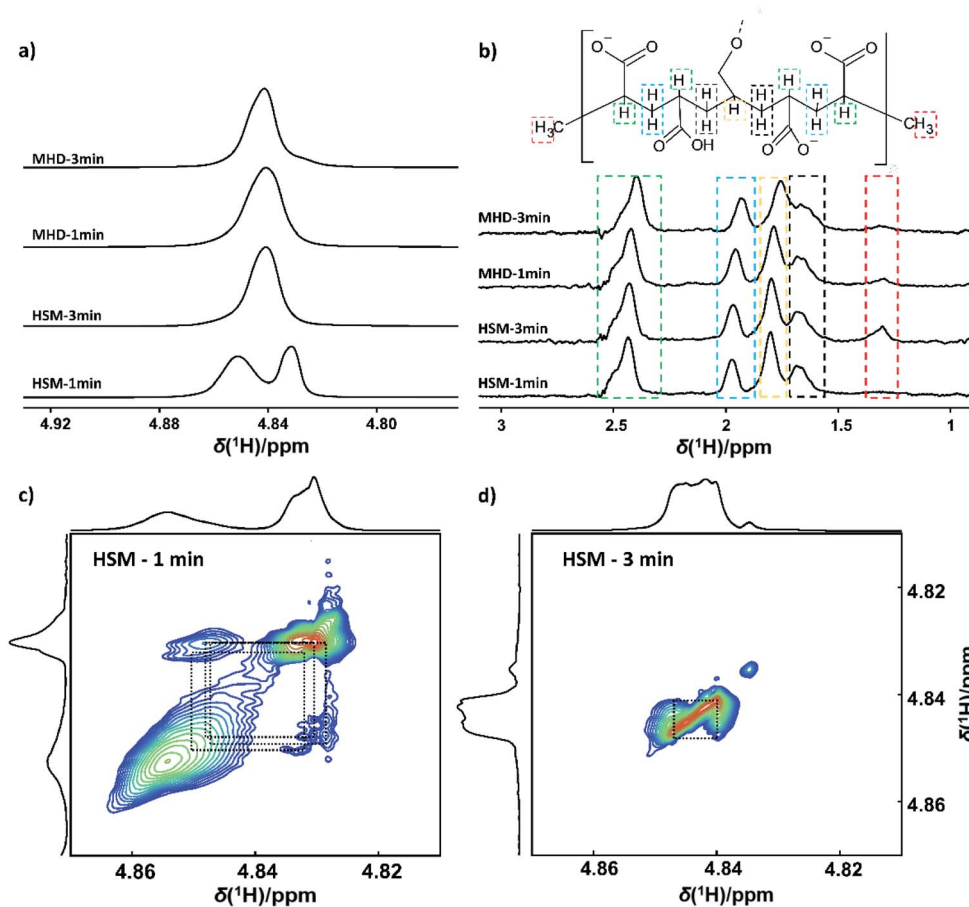 a)
MHD-3min
MHD-1min
HSM-3min
HSM-1min
4.92 4.88 4.84 4.80
δ(¹H)/ppm
b)
O⁻ O O O⁻ O
H H H H H H
H₃C H H H H H CH₃
O OH O O⁻
MHD-3min
MHD-1min
HSM-3min
HSM-1min
3 2.5 2 1.5 1
δ(¹H)/ppm
c)
HSM - 1 min
4.86 4.84 4.82
δ(¹H)/ppm
d)
HSM - 3 min
4.82
4.84
4.86
δ(¹H)/ppm
4.86 4.84 4.82
δ(¹H)/ppm